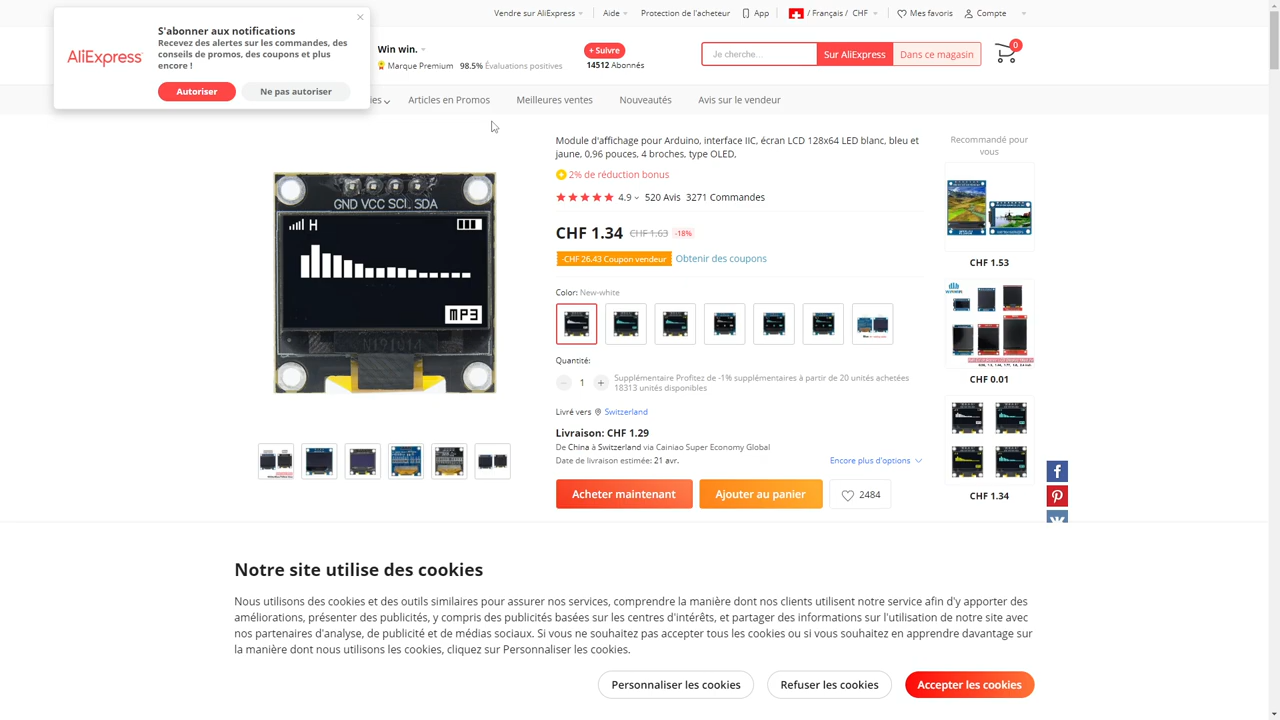 Vendre sur AliExpress
Aide
Protection de l'acheteur
App
/ Français / CHF
Mes favoris
Compte
S'abonner aux notifications
Recevez des alertes sur les commandes, des
conseils de promos, des coupons et plus
encore !
AliExpress
Autoriser
Ne pas autoriser
Win win.
Marque Premium 98.5% Évaluations positives
+ Suivre
14512 Abonnés
Je cherche...
Sur AliExpress
Dans ce magasin
0
Articles en Promos
Meilleures ventes
Nouveautés
Avis sur le vendeur
GND VCC SCL SDA
H
MP3
Module d'affichage pour Arduino, interface IIC, écran LCD 128x64 LED blanc, bleu et
jaune, 0,96 pouces, 4 broches, type OLED,
2% de réduction bonus
4.9 520 Avis 3271 Commandes
CHF 1.34 CHF 1.63 -18%
-CHF 26.43 Coupon vendeur Obtenir des coupons
Color: New-white
Quantité:
1
Supplémentaire Profitez de -1% supplémentaires à partir de 20 unités achetées
18313 unités disponibles
Livré vers Switzerland
Livraison: CHF 1.29
De China à Switzerland via Cainiao Super Economy Global
Date de livraison estimée: 21 avr.
Encore plus d'options
Acheter maintenant
Ajouter au panier
2484
Recommandé pour
vous
CHF 1.53
CHF 0.01
CHF 1.34
Notre site utilise des cookies
Nous utilisons des cookies et des outils similaires pour assurer nos services, comprendre la manière dont nos clients utilisent notre service afin d'y apporter des
améliorations, présenter des publicités, y compris des publicités basées sur les centres d'intérêts, et partager des informations sur l'utilisation de notre site avec
nos partenaires d'analyse, de publicité et de médias sociaux. Si vous ne souhaitez pas accepter tous les cookies ou si vous souhaitez en apprendre davantage sur
la manière dont nous utilisons les cookies, cliquez sur Personnaliser les cookies.
Personnaliser les cookies
Refuser les cookies
Accepter les cookies